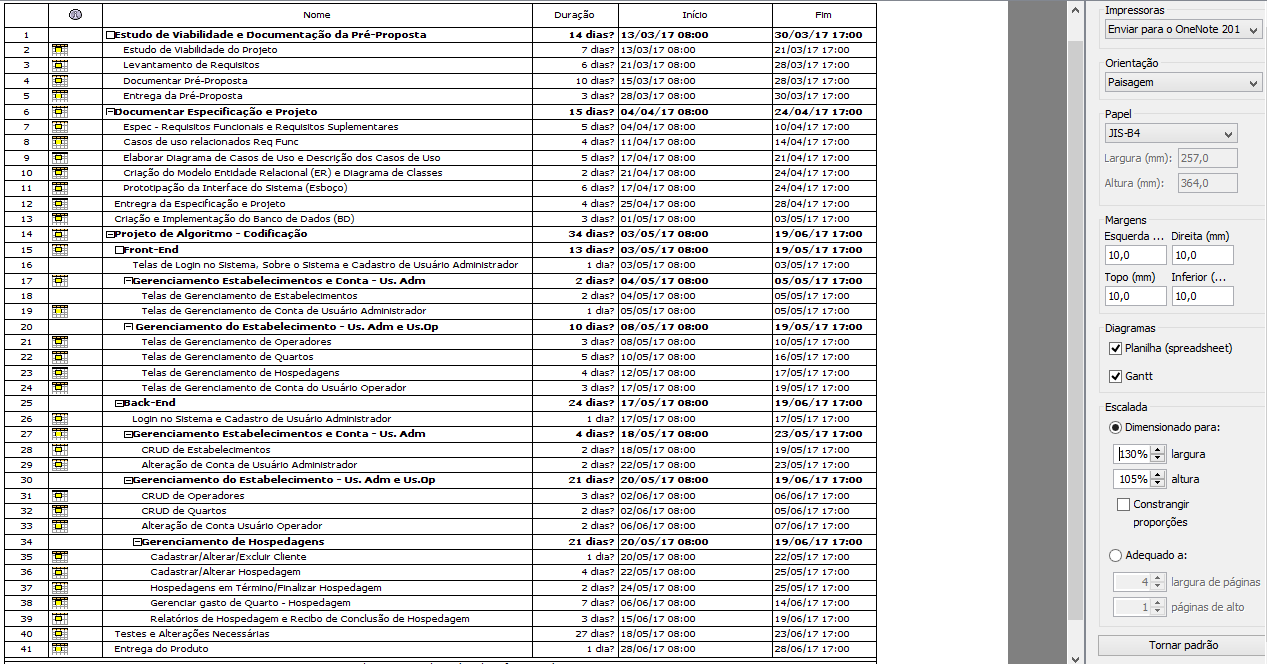 Nome Duração Início Fim
1 Estudo de Viabilidade e Documentação da Pré-Proposta 14 dias? 13/03/17 08:00 30/03/17 17:00
2 Estudo de Viabilidade do Projeto 7 dias? 13/03/17 08:00 21/03/17 17:00
3 Levantamento de Requisitos 6 dias? 21/03/17 08:00 28/03/17 17:00
4 Documentar Pré-Proposta 10 dias? 15/03/17 08:00 28/03/17 17:00
5 Entrega da Pré-Proposta 3 dias? 28/03/17 08:00 30/03/17 17:00
6 Documentar Especificação e Projeto 15 dias? 04/04/17 08:00 24/04/17 17:00
7 Espec - Requisitos Funcionais e Requisitos Suplementares 5 dias? 04/04/17 08:00 10/04/17 17:00
8 Casos de uso relacionados Req Func 4 dias? 11/04/17 08:00 14/04/17 17:00
9 Elaborar Diagrama de Casos de Uso e Descrição dos Casos de Uso 5 dias? 17/04/17 08:00 21/04/17 17:00
10 Criação do Modelo Entidade Relacional (ER) e Diagrama de Classes 2 dias? 21/04/17 08:00 24/04/17 17:00
11 Prototipação da Interface do Sistema (Esboço) 6 dias? 17/04/17 08:00 24/04/17 17:00
12 Entregra da Especificação e Projeto 4 dias? 25/04/17 08:00 28/04/17 17:00
13 Criação e Implementação do Banco de Dados (BD) 3 dias? 01/05/17 08:00 03/05/17 17:00
14 Projeto de Algoritmo - Codificação 34 dias? 03/05/17 08:00 19/06/17 17:00
15 Front-End 13 dias? 03/05/17 08:00 19/05/17 17:00
16 Telas de Login no Sistema, Sobre o Sistema e Cadastro de Usuário Administrador 1 dia? 03/05/17 08:00 03/05/17 17:00
17 Gerenciamento Estabelecimentos e Conta - Us. Adm 2 dias? 04/05/17 08:00 05/05/17 17:00
18 Telas de Gerenciamento de Estabelecimentos 2 dias? 04/05/17 08:00 05/05/17 17:00
19 Telas de Gerenciamento de Conta de Usuário Administrador 1 dia? 05/05/17 08:00 05/05/17 17:00
20 Gerenciamento do Estabelecimento - Us. Adm e Us.Op 10 dias? 08/05/17 08:00 19/05/17 17:00
21 Telas de Gerenciamento de Operadores 3 dias? 08/05/17 08:00 10/05/17 17:00
22 Telas de Gerenciamento de Quartos 5 dias? 10/05/17 08:00 16/05/17 17:00
23 Telas de Gerenciamento de Hospedagens 4 dias? 12/05/17 08:00 17/05/17 17:00
24 Telas de Gerenciamento de Conta do Usuário Operador 3 dias? 17/05/17 08:00 19/05/17 17:00
25 Back-End 24 dias? 17/05/17 08:00 19/06/17 17:00
26 Login no Sistema e Cadastro de Usuário Administrador 1 dia? 17/05/17 08:00 17/05/17 17:00
27 Gerenciamento Estabelecimentos e Conta - Us. Adm 4 dias? 18/05/17 08:00 23/05/17 17:00
28 CRUD de Estabelecimentos 2 dias? 18/05/17 08:00 19/05/17 17:00
29 Alteração de Conta de Usuário Administrador 2 dias? 22/05/17 08:00 23/05/17 17:00
30 Gerenciamento do Estabelecimento - Us. Adm e Us.Op 21 dias? 20/05/17 08:00 19/06/17 17:00
31 CRUD de Operadores 3 dias? 02/06/17 08:00 06/06/17 17:00
32 CRUD de Quartos 2 dias? 02/06/17 08:00 05/06/17 17:00
33 Alteração de Conta Usuário Operador 2 dias? 06/06/17 08:00 07/06/17 17:00
34 Gerenciamento de Hospedagens 21 dias? 20/05/17 08:00 19/06/17 17:00
35 Cadastrar/Alterar/Excluir Cliente 1 dia? 20/05/17 08:00 22/05/17 17:00
36 Cadastrar/Alterar Hospedagem 4 dias? 22/05/17 08:00 25/05/17 17:00
37 Hospedagens em Término/Finalizar Hospedagem 2 dias? 24/05/17 08:00 25/05/17 17:00
38 Gerenciar gasto de Quarto - Hospedagem 7 dias? 06/06/17 08:00 14/06/17 17:00
39 Relatórios de Hospedagem e Recibo de Conclusão de Hospedagem 3 dias? 15/06/17 08:00 19/06/17 17:00
40 Testes e Alterações Necessárias 27 dias? 18/05/17 08:00 23/06/17 17:00
41 Entrega do Produto 1 dia? 28/06/17 08:00 28/06/17 17:00
Impressoras
Enviar para o OneNote 201
Orientação
Paisagem
Papel
JIS-B4
Largura (mm): 257,0
Altura (mm): 364,0
Margens
Esquerda ... Direita (mm)
10,0 10,0
Topo (mm) Inferior (...
10,0 10,0
Diagramas
Planilha (spreadsheet)
Gantt
Escalada
Dimensionado para:
130% largura
105% altura
Constrangir
proporções
Adequado a:
4 largura de páginas
1 páginas de alto
Tornar padrão